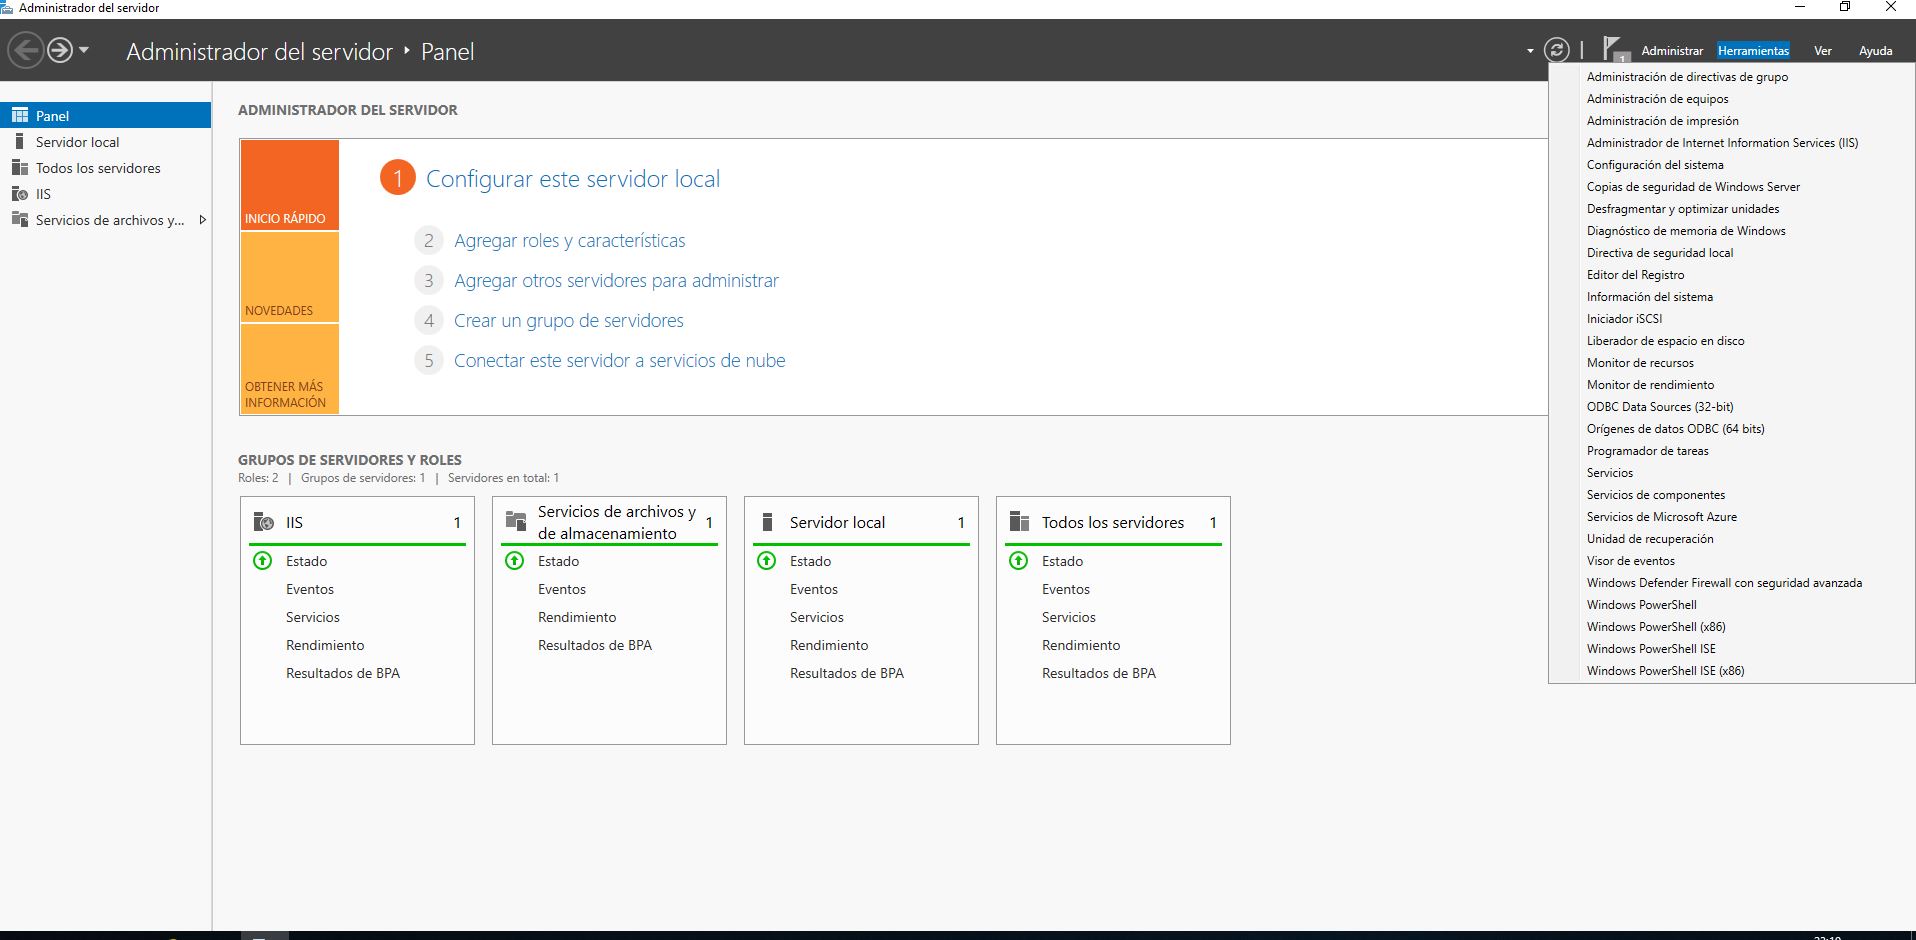 Administrador del servidor
Administrador del servidor ‣ Panel
| 1 Administrar Herramientas Ver Ayuda
Panel
Servidor local
Todos los servidores
IIS
Servicios de archivos y...
ADMINISTRADOR DEL SERVIDOR
INICIO RÁPIDO
NOVEDADES
OBTENER MÁS
INFORMACIÓN
1 Configurar este servidor local
2 Agregar roles y características
3 Agregar otros servidores para administrar
4 Crear un grupo de servidores
5 Conectar este servidor a servicios de nube
GRUPOS DE SERVIDORES Y ROLES
Roles: 2 | Grupos de servidores: 1 | Servidores en total: 1
IIS 1
Estado
Eventos
Servicios
Rendimiento
Resultados de BPA
Servicios de archivos y
de almacenamiento 1
Estado
Eventos
Rendimiento
Resultados de BPA
Servidor local 1
Estado
Eventos
Servicios
Rendimiento
Resultados de BPA
Todos los servidores 1
Estado
Eventos
Servicios
Rendimiento
Resultados de BPA
Administración de directivas de grupo
Administración de equipos
Administración de impresión
Administrador de Internet Information Services (IIS)
Configuración del sistema
Copias de seguridad de Windows Server
Desfragmentar y optimizar unidades
Diagnóstico de memoria de Windows
Directiva de seguridad local
Editor del Registro
Información del sistema
Iniciador iSCSI
Liberador de espacio en disco
Monitor de recursos
Monitor de rendimiento
ODBC Data Sources (32-bit)
Orígenes de datos ODBC (64 bits)
Programador de tareas
Servicios
Servicios de componentes
Servicios de Microsoft Azure
Unidad de recuperación
Visor de eventos
Windows Defender Firewall con seguridad avanzada
Windows PowerShell
Windows PowerShell (x86)
Windows PowerShell ISE
Windows PowerShell ISE (x86)